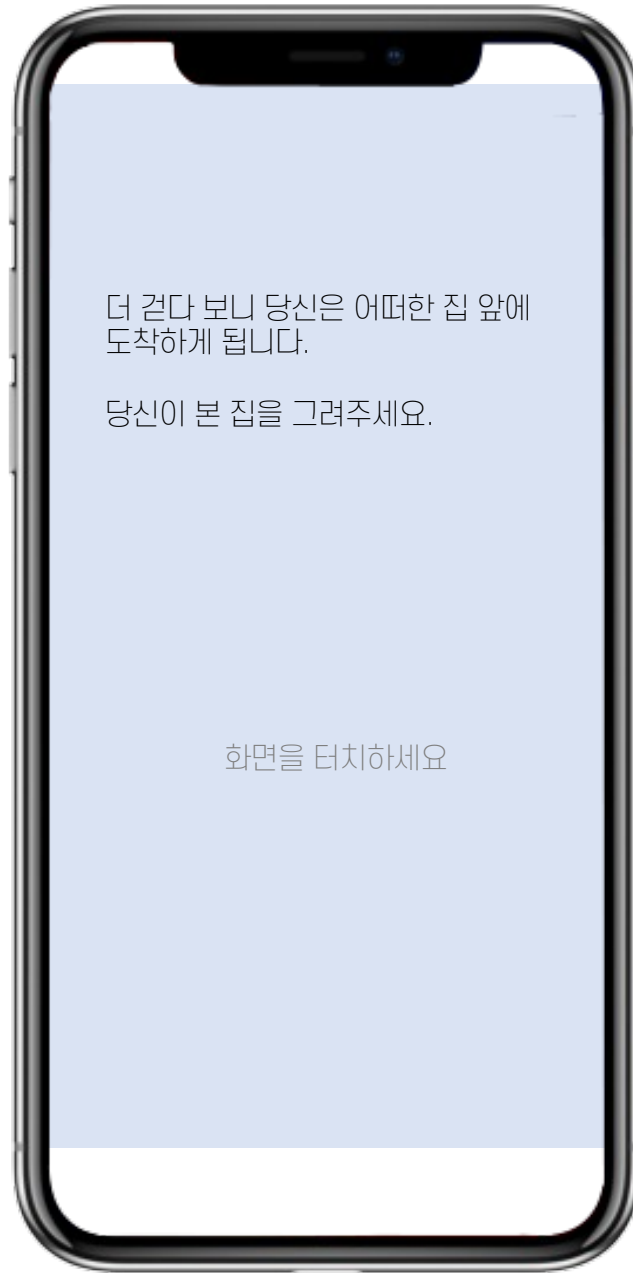 더 걷다 보니 당신은 어떠한 집 앞에
도착하게 됩니다.
당신이 본 집을 그려주세요.
화면을 터치하세요